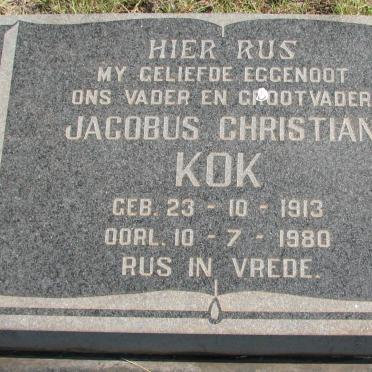 HIER RUS
MY GELIEFDE EGGENOOT
ONS VADER EN GROOTVADER
JACOBUS CHRISTIAN
KOK
GEB. 23 - 10 - 1913
OORL. 10 - 7 - 1980
RUS IN VREDE.